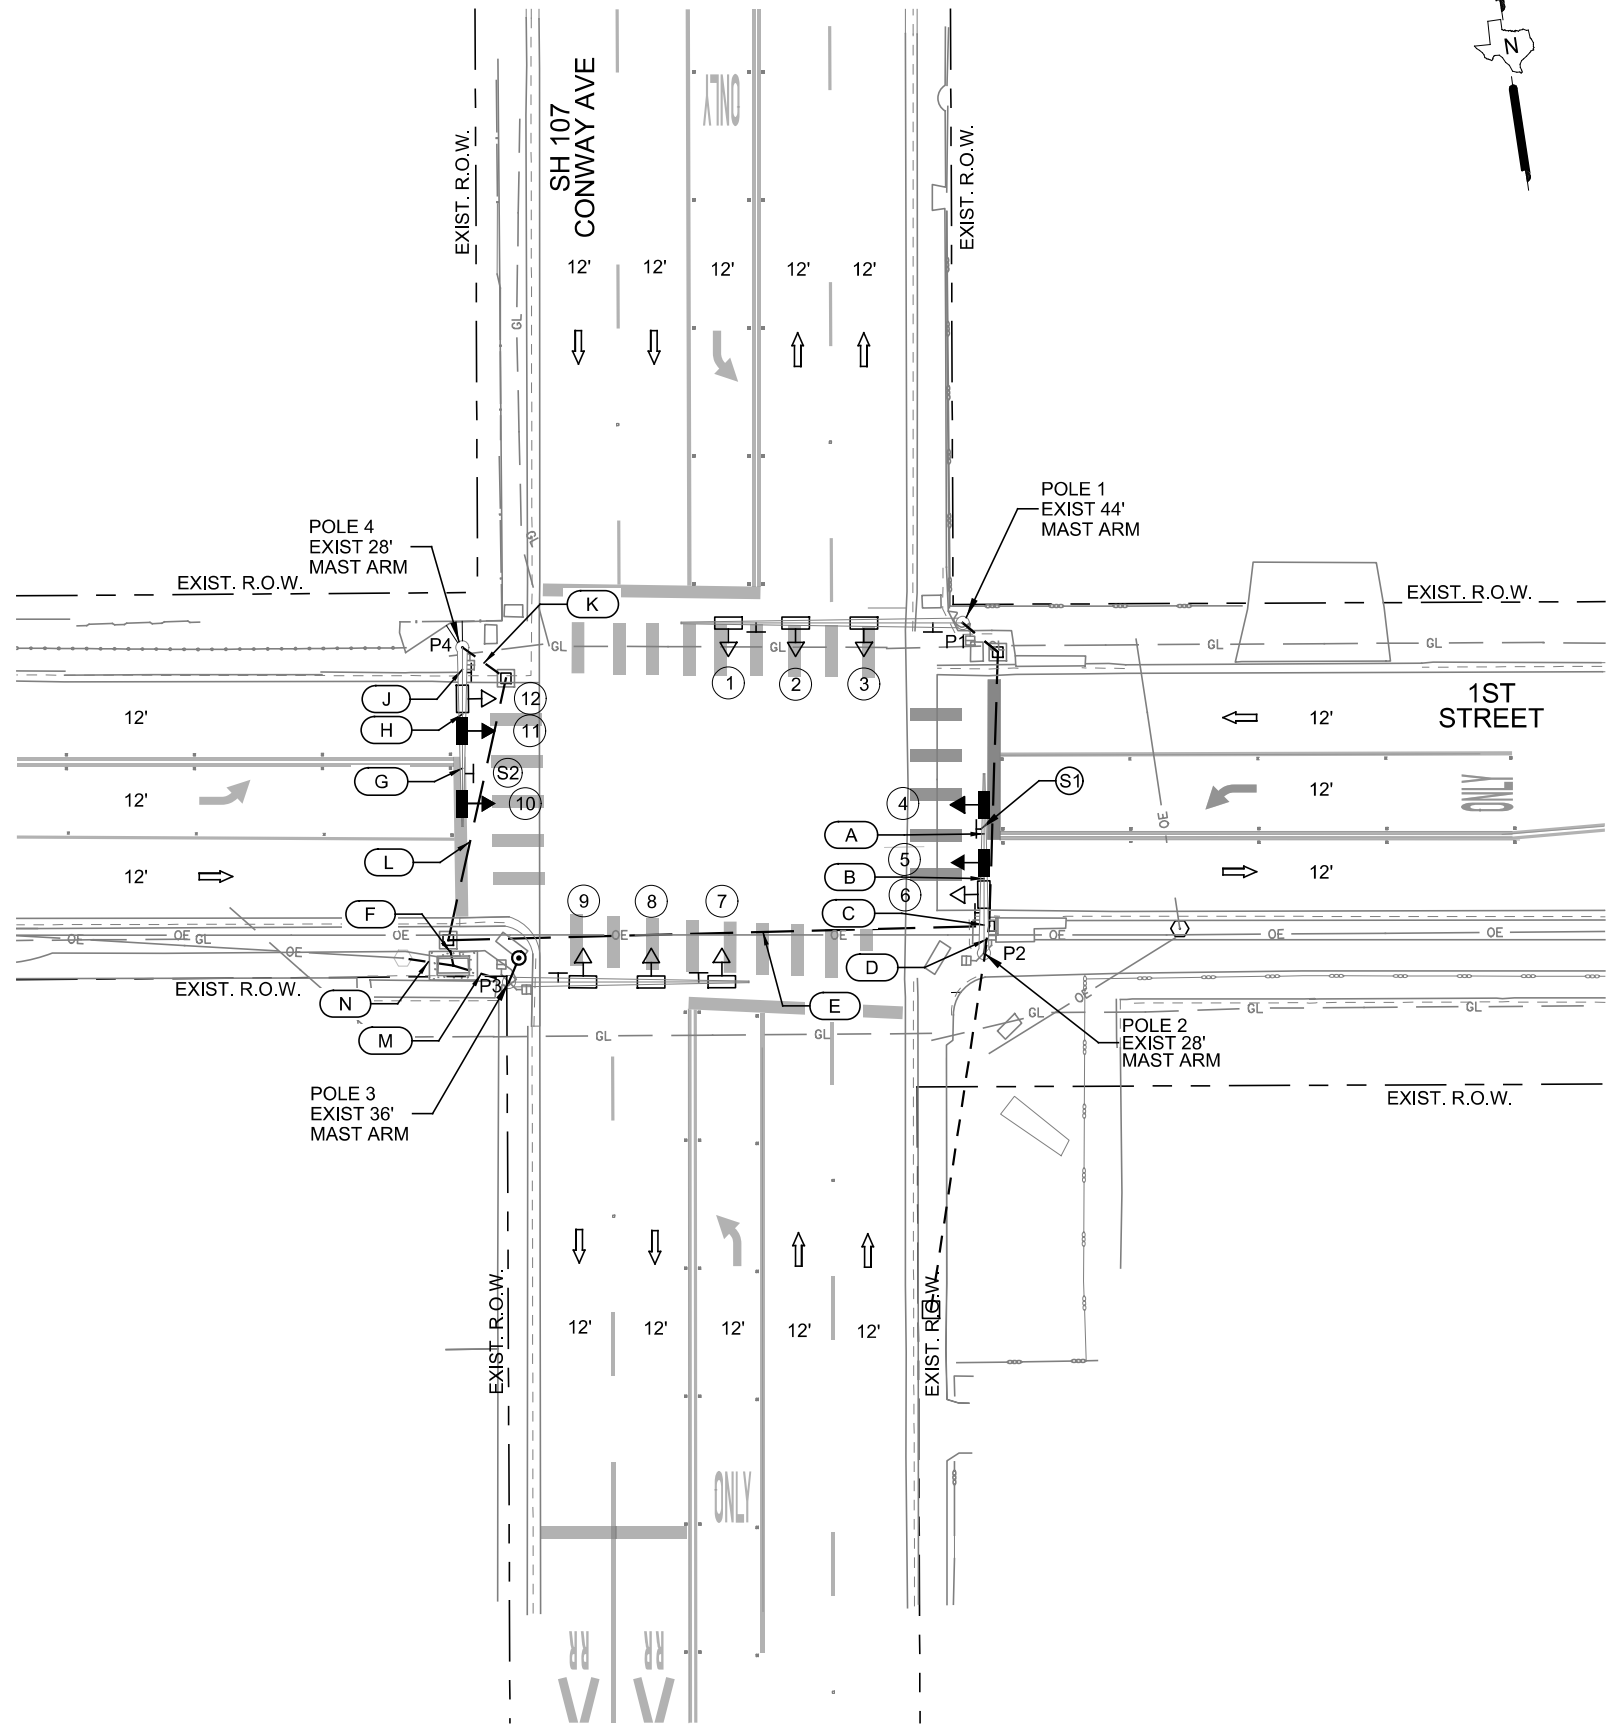 N
ONLY
SH 107
CONWAY AVE
EXIST. R.O.W.
EXIST. R.O.W.
12'
12'
12'
12'
12'
GL
GL
POLE 1
EXIST 44'
MAST ARM
POLE 4
EXIST 28'
MAST ARM
EXIST. R.O.W.
EXIST. R.O.W.
K
P4
P1
GL
GL
GL
GL
1
2
3
J
12
12'
H
11
1ST
STREET
12'
G
S2
S1
12'
10
4
12'
ONLY
A
OE
L
5
12'
B
12'
6
F
9
8
7
C
OE
GL
OE
OE
OE
OE
OE
OE
OE
OE
P2
D
EXIST. R.O.W.
N
P3
E
OE
M
GL
GL
GL
GL
GL
POLE 2
EXIST 28'
MAST ARM
POLE 3
EXIST 36'
MAST ARM
EXIST. R.O.W.
EXIST. R.O.W.
EXIST. R.O.W.
12'
12'
12'
12'
12'
ONLY
RR
RR